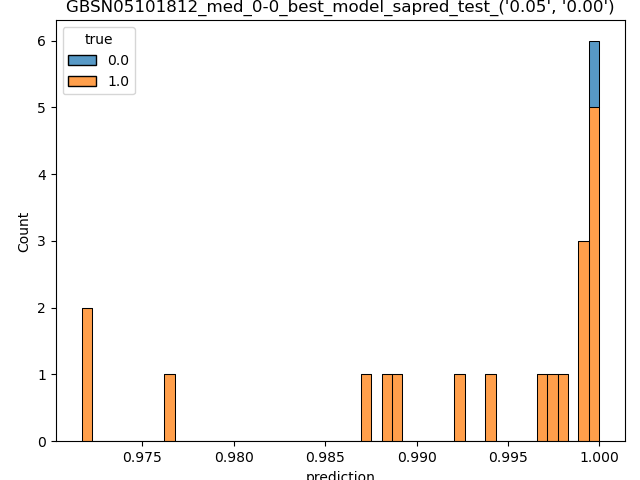 GBSN05101812_med_0-0_best_model_sapred_test_('0.05', '0.00')
true
0.0
1.0
Count
6
5
4
3
2
1
0
0.975 0.980 0.985 0.990 0.995 1.000
prediction